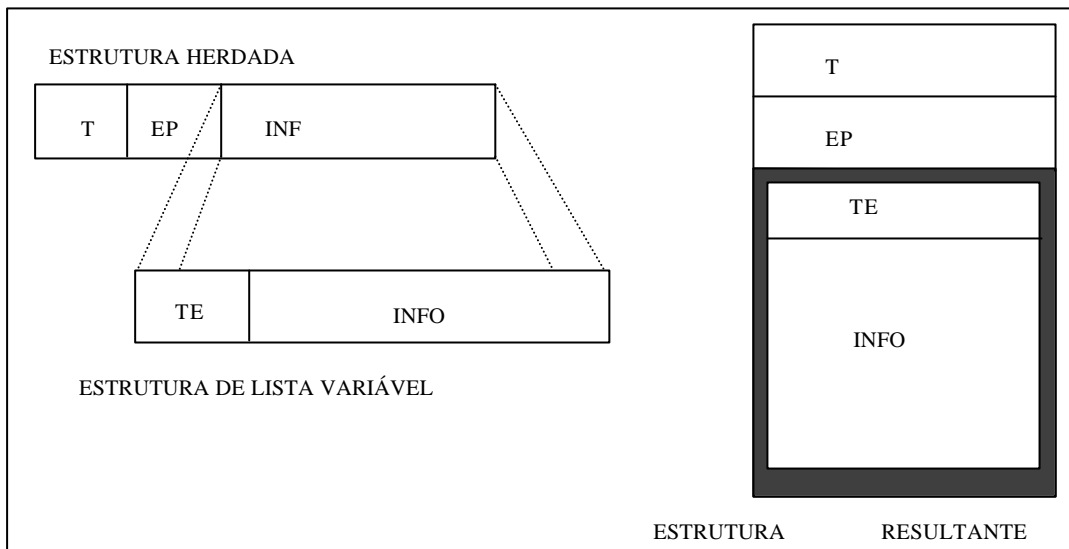 ESTRUTURA HERDADA
T EP INF
TE INFO
ESTRUTURA DE LISTA VARIÁVEL
T
EP
TE
INFO
ESTRUTURA RESULTANTE